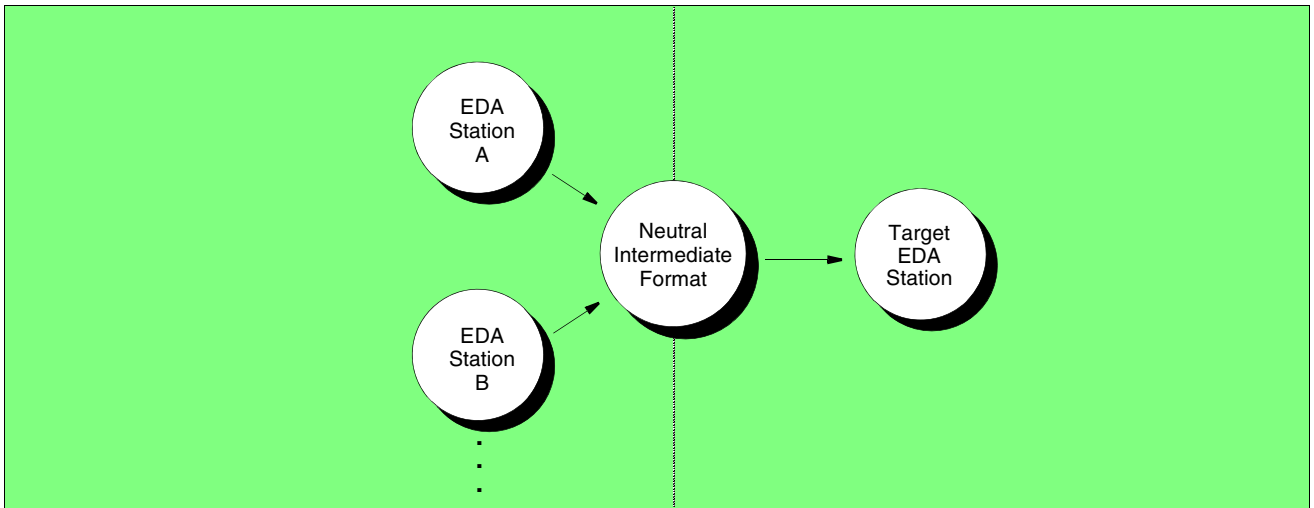 EDA
Station
A
Neutral
Intermediate
Format
Target
EDA
Station
EDA
Station
B